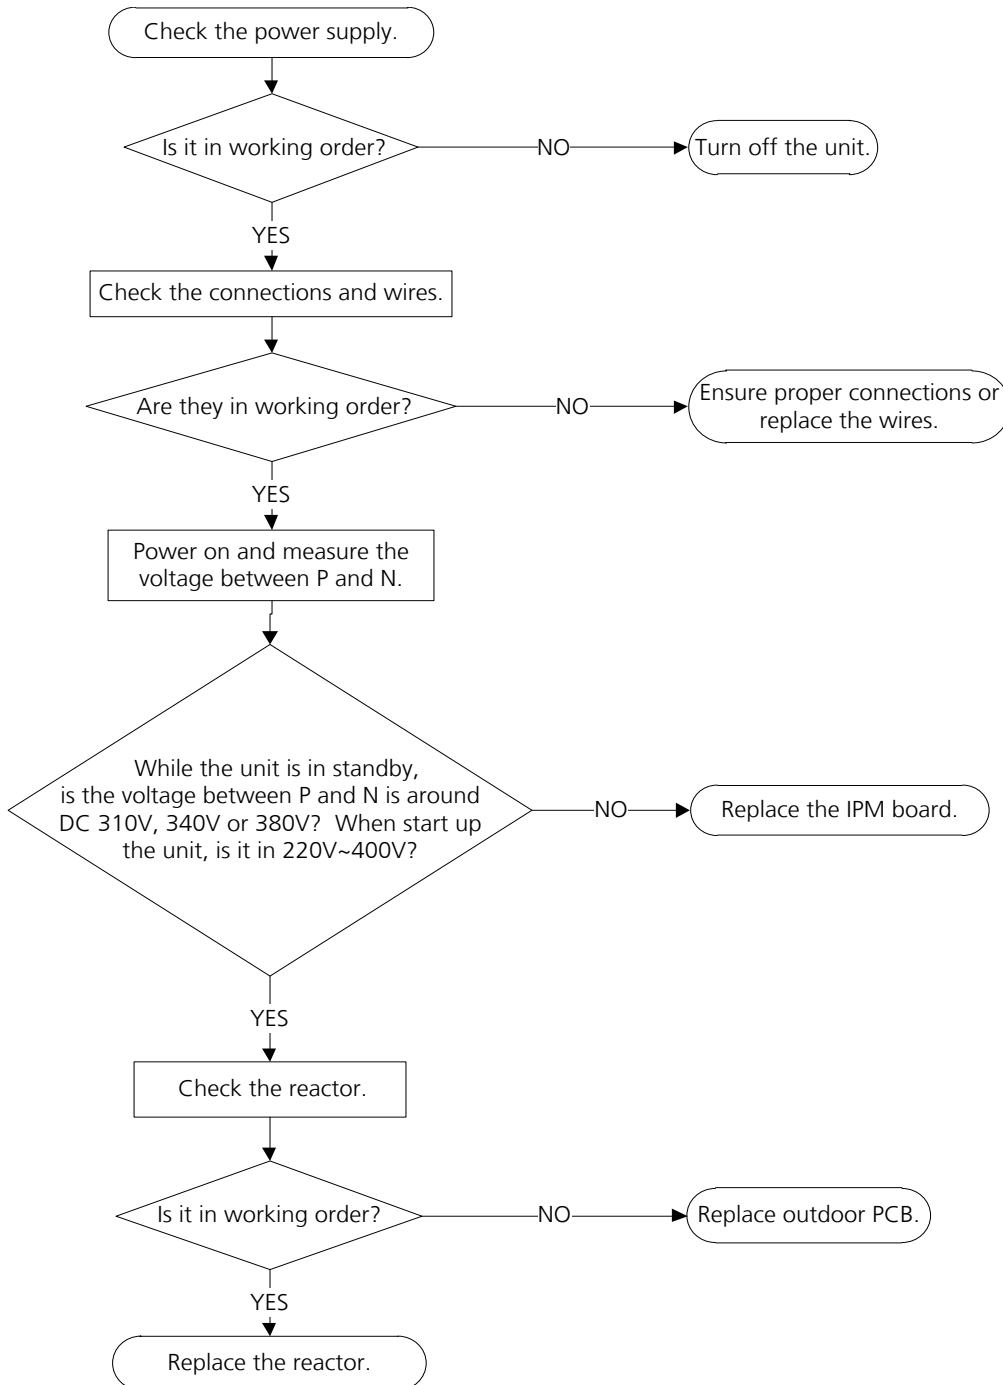 Check the power supply.
Is it in working order?
NO
Turn off the unit.
YES
Check the connections and wires.
Are they in working order?
NO
Ensure proper connections or
replace the wires.
YES
Power on and measure the
voltage between P and N.
While the unit is in standby,
is the voltage between P and N is around
DC 310V, 340V or 380V?  When start up
the unit, is it in 220V~400V?
NO
Replace the IPM board.
YES
Check the reactor.
Is it in working order?
NO
Replace outdoor PCB.
YES
Replace the reactor.